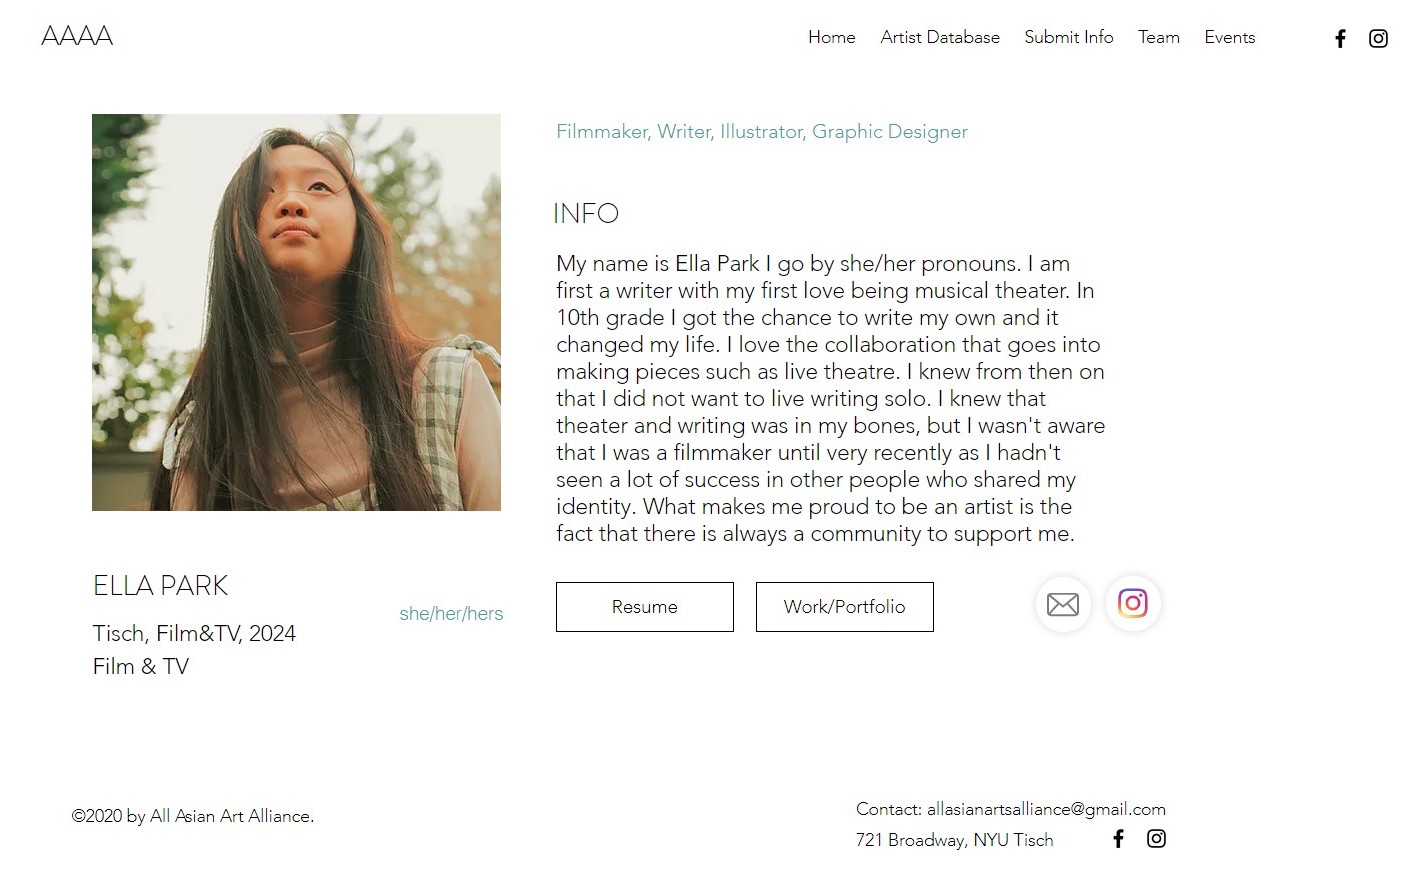 AAAA
Home
Artist Database
Submit Info
Team
Events
Filmmaker, Writer, Illustrator, Graphic Designer
INFO
My name is Ella Park I go by she/her pronouns. I am
first a writer with my first love being musical theater. In
10th grade I got the chance to write my own and it
changed my life. I love the collaboration that goes into
making pieces such as live theatre. I knew from then on
that I did not want to live writing solo. I knew that
theater and writing was in my bones, but I wasn't aware
that I was a filmmaker until very recently as I hadn't
seen a lot of success in other people who shared my
identity. What makes me proud to be an artist is the
fact that there is always a community to support me.
ELLA PARK
she/her/hers
Tisch, Film&TV, 2024
Film & TV
Resume
Work/Portfolio
©2020 by All Asian Art Alliance.
Contact: allasianartsalliance@gmail.com
721 Broadway, NYU Tisch